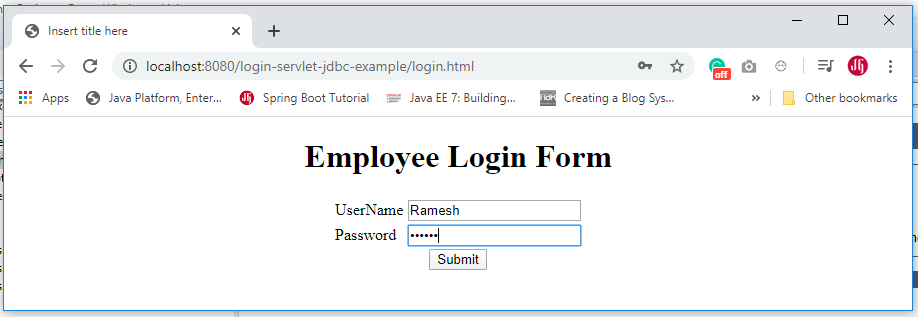 Insert title here
localhost:8080/login-servlet-jdbc-example/login.html
off
Apps Java Platform, Enter... Spring Boot Tutorial Java EE 7: Building... Creating a Blog Sys... » Other bookmarks
Employee Login Form
UserName Ramesh
Password ••••••
Submit